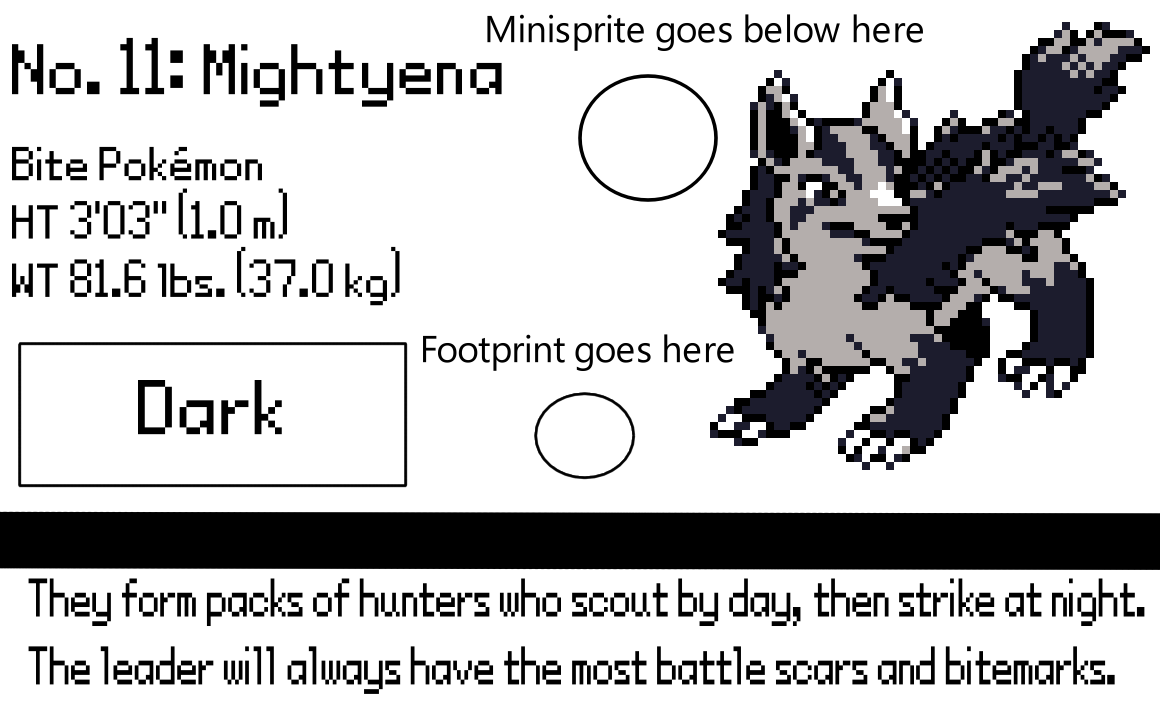 Minisprite goes below here
No. 11: Mightyena
Bite Pokémon
HT 3'03" (1.0 m)
WT 81.6 lbs. (37.0 kg)
Footprint goes here
Dark
They form packs of hunters who scout by day, then strike at night.
The leader will always have the most battle scars and bitemarks.